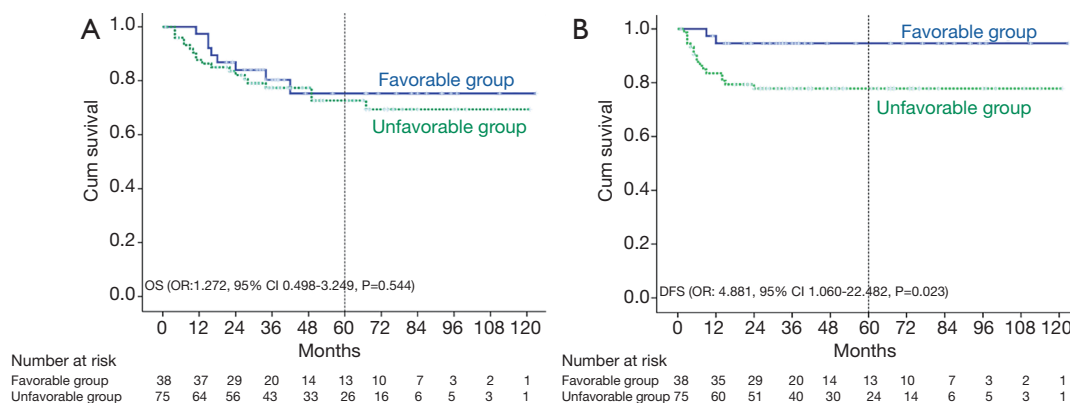 A
1.0
0.8
0.6
0.4
0.2
0.0
Cum suvival
Favorable group
Unfavorable group
OS (OR:1.272, 95% CI 0.498-3.249, P=0.544)
0 12 24 36 48 60 72 84 96 108 120
Months
Number at risk
Favorable group 38 37 29 20 14 13 10 7 3 2 1
Unfavorable group 75 64 56 43 33 26 16 6 5 3 1
B
1.0
0.8
0.6
0.4
0.2
0.0
Cum suvival
Favorable group
Unfavorable group
DFS (OR: 4.881, 95% CI 1.060-22.482, P=0.023)
0 12 24 36 48 60 72 84 96 108 120
Months
Number at risk
Favorable group 38 35 29 20 14 13 10 7 3 2 1
Unfavorable group 75 60 51 40 30 24 14 6 5 3 1